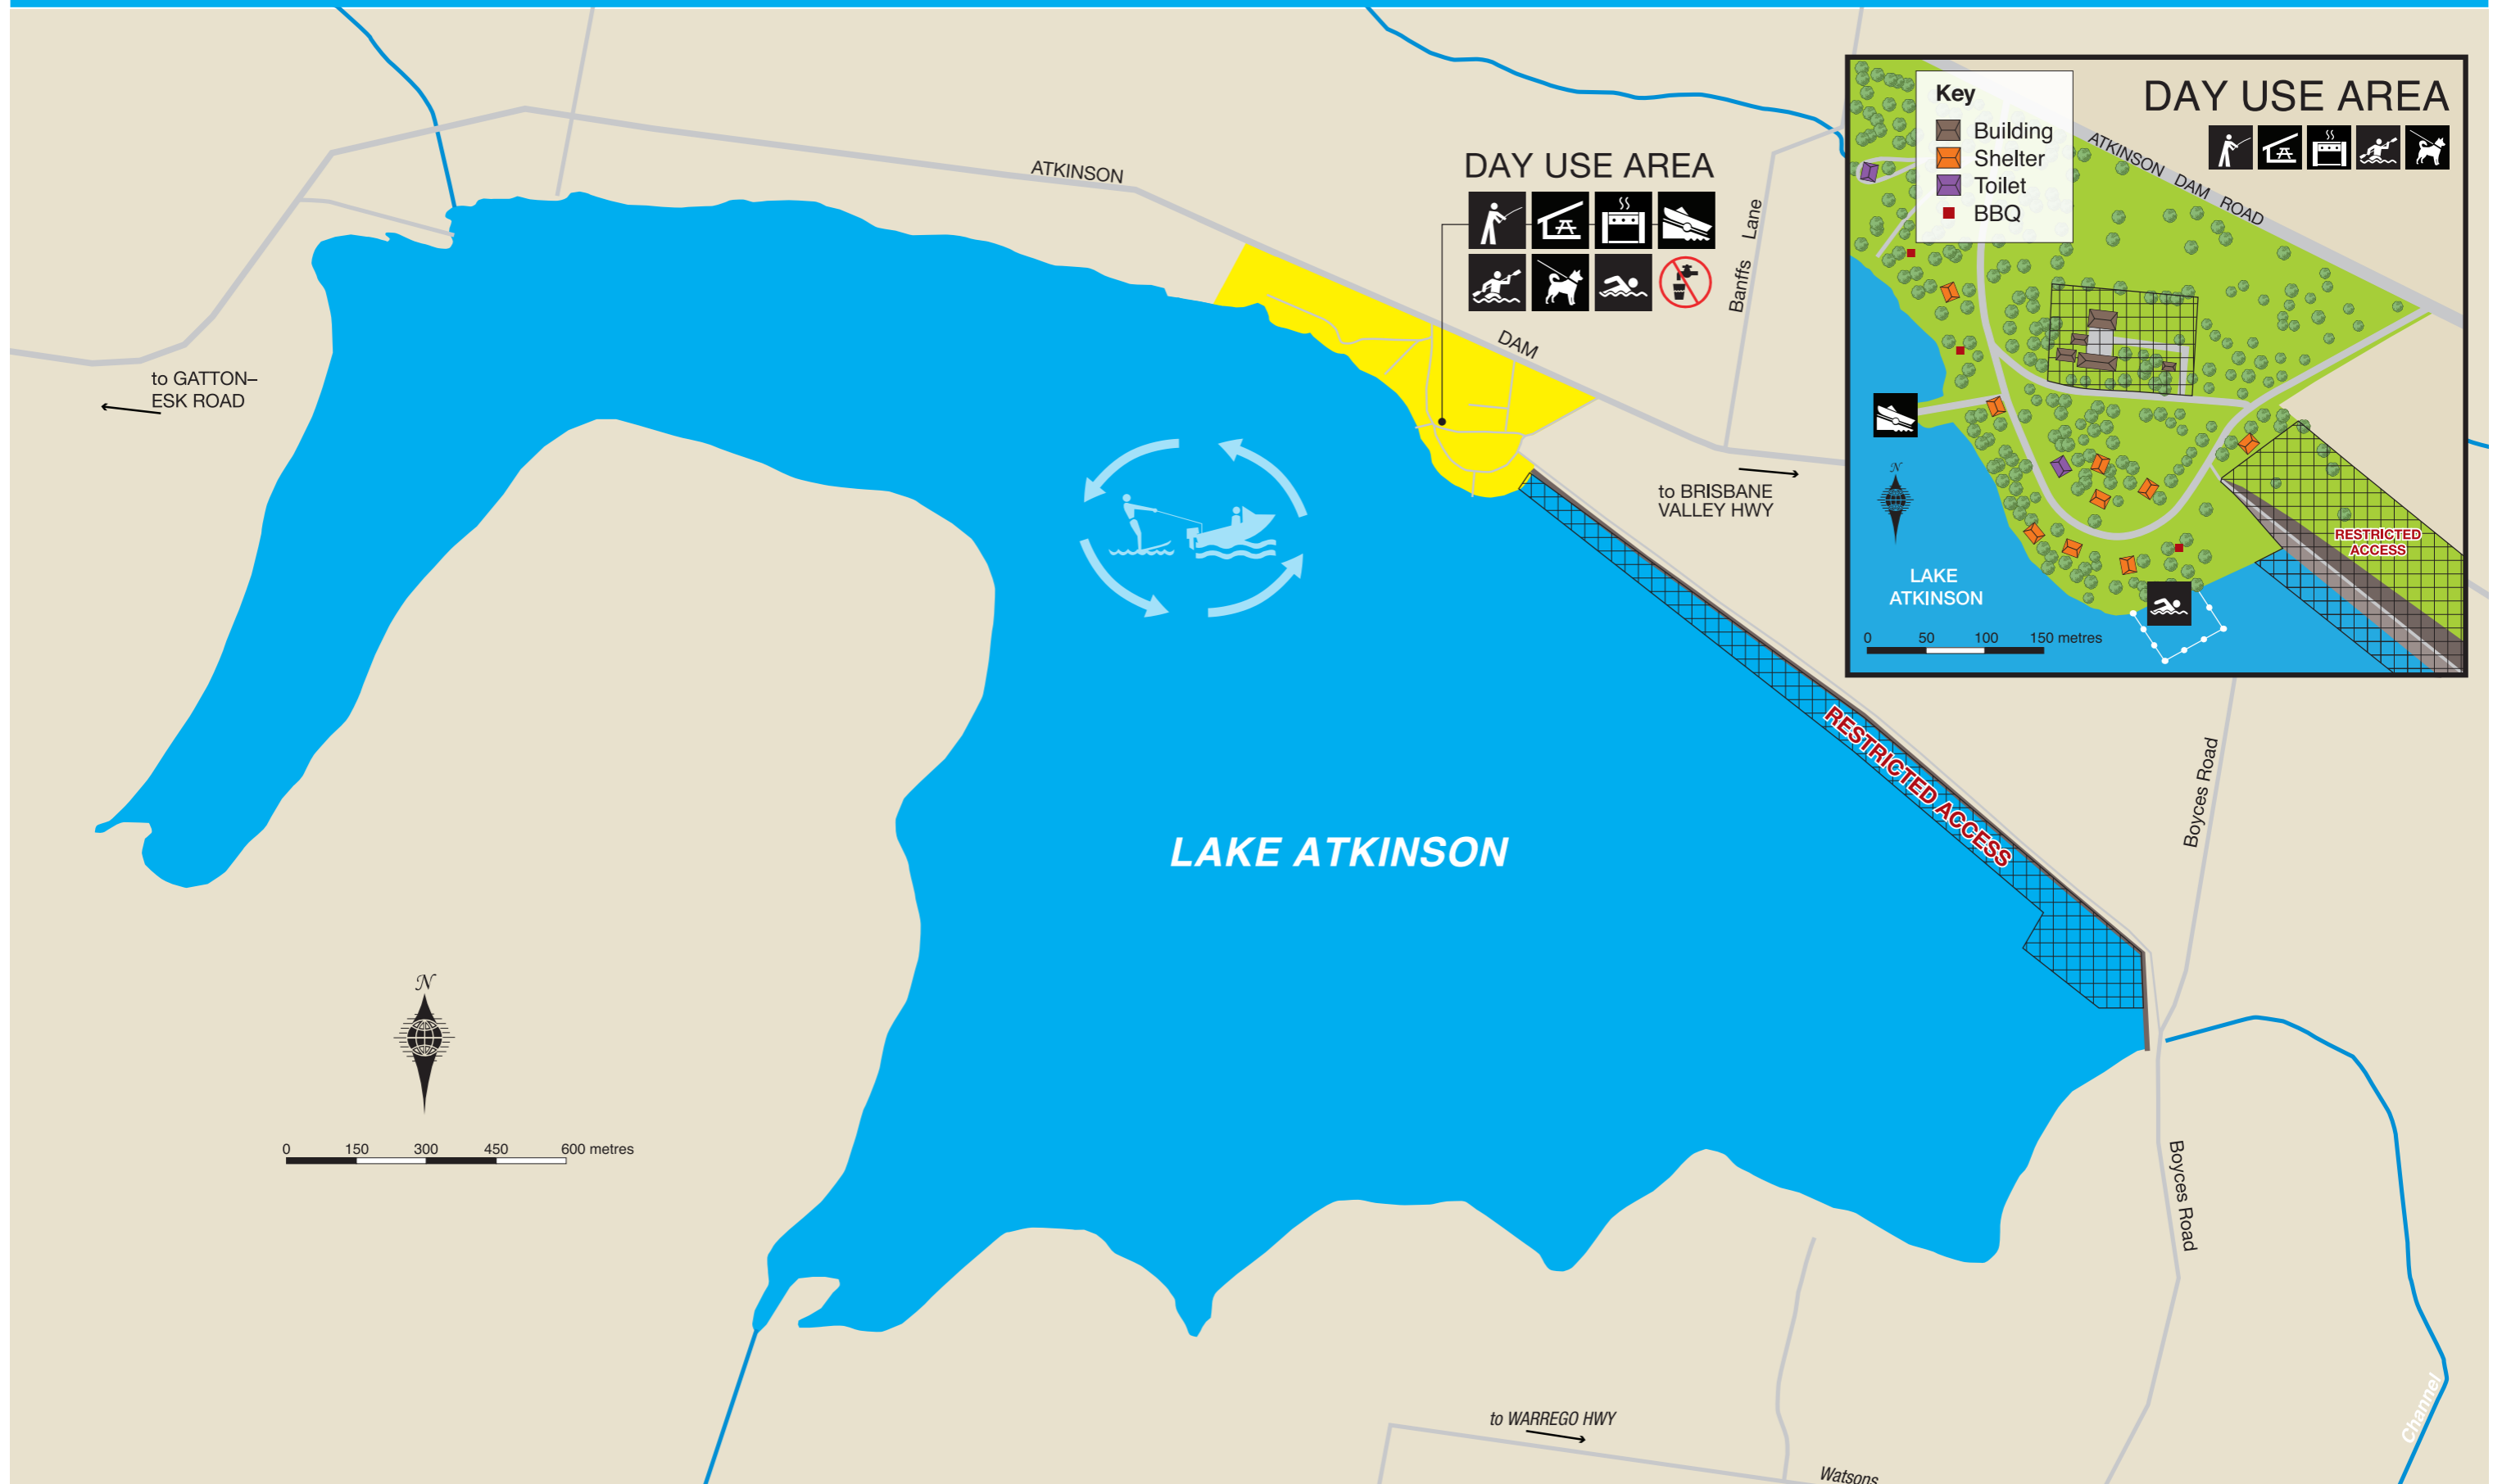 ATKINSON
DAM
DAY USE AREA
Banffs Lane
to GATTON–
ESK ROAD
to BRISBANE
VALLEY HWY
RESTRICTED ACCESS
LAKE ATKINSON
N
0 150 300 450 600 metres
Boyces Road
Boyces Road
to WARREGO HWY
Watsons
Channel
DAY USE AREA
Key
Building
Shelter
Toilet
BBQ
ATKINSON DAM ROAD
RESTRICTED
ACCESS
N
LAKE
ATKINSON
0 50 100 150 metres